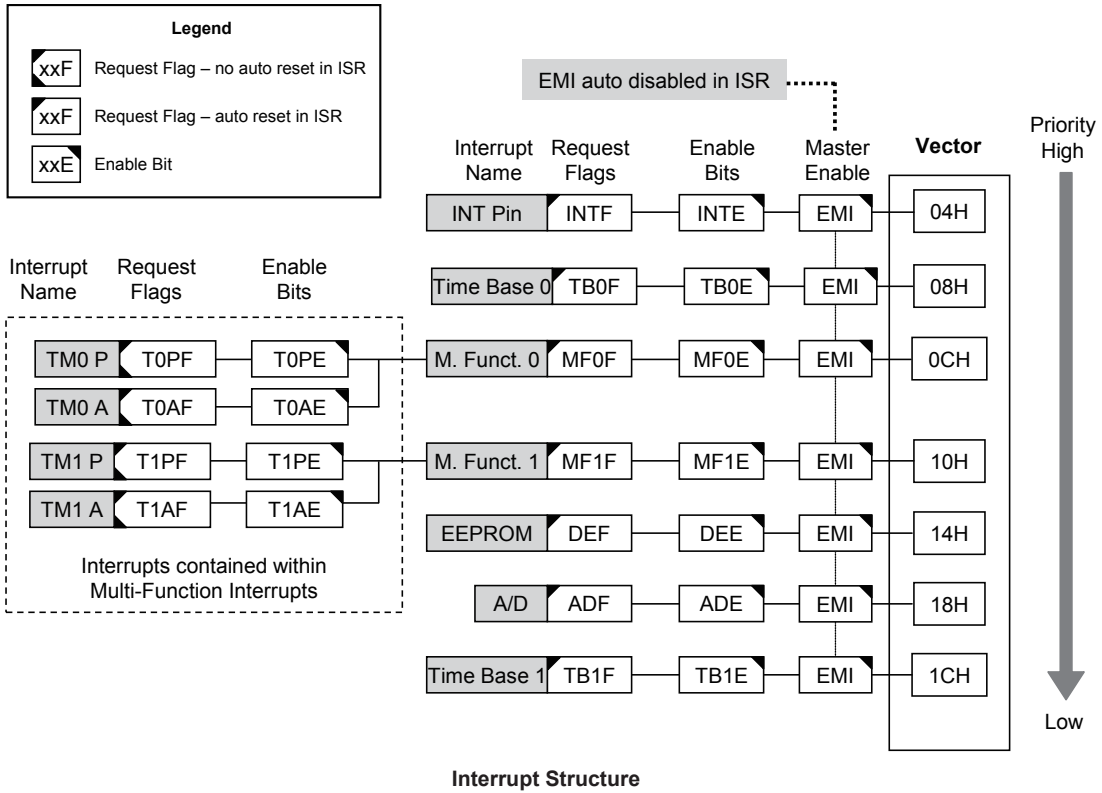 Legend
xxF Request Flag – no auto reset in ISR
xxF Request Flag – auto reset in ISR
xxE Enable Bit
EMI auto disabled in ISR
Interrupt Name
Request Flags
Enable Bits
Master Enable
Vector
Priority High
INT Pin INTF INTE EMI 04H
Time Base 0 TB0F TB0E EMI 08H
Interrupt Name
Request Flags
Enable Bits
TM0 P T0PF T0PE M. Funct. 0 MF0F MF0E EMI 0CH
TM0 A T0AF T0AE
TM1 P T1PF T1PE M. Funct. 1 MF1F MF1E EMI 10H
TM1 A T1AF T1AE
EEPROM DEF DEE EMI 14H
Interrupts contained within
Multi-Function Interrupts
A/D ADF ADE EMI 18H
Time Base 1 TB1F TB1E EMI 1CH
Low
Interrupt Structure